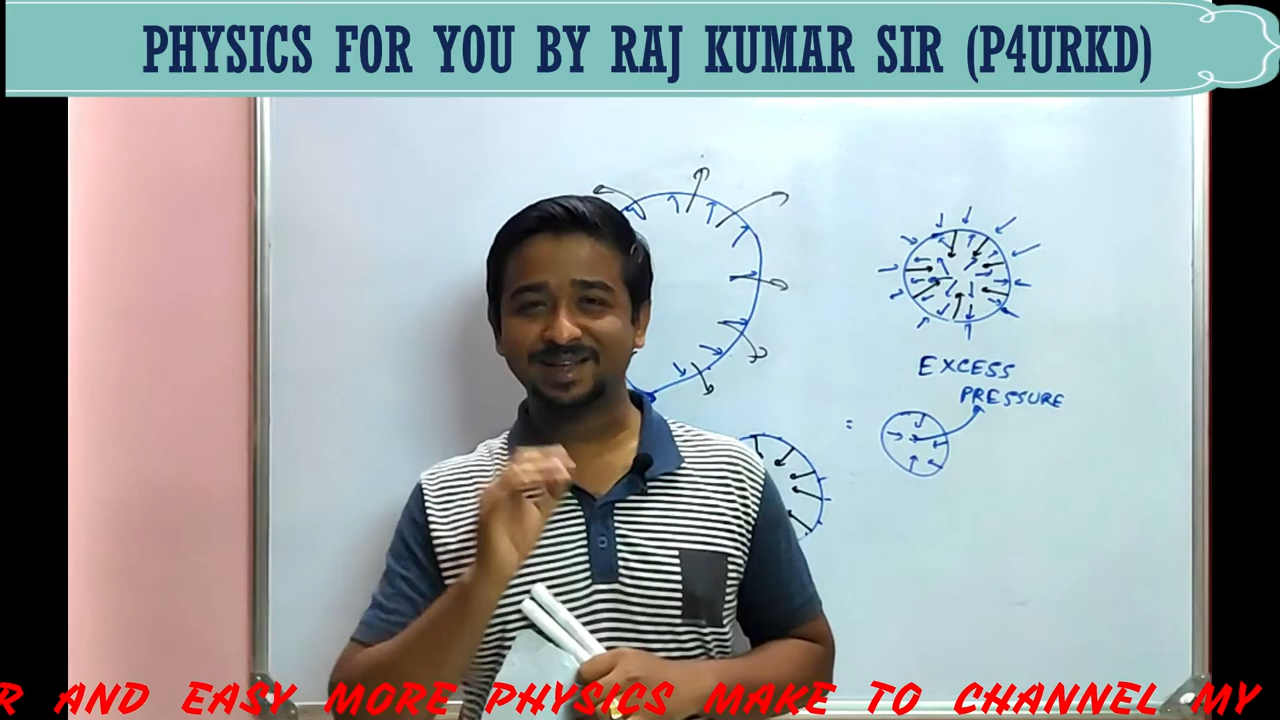 PHYSICS FOR YOU BY RAJ KUMAR SIR (P4URKD)
EXCESS
PRESSURE
=
R AND EASY MORE PHYSICS MAKE TO CHANNEL MY